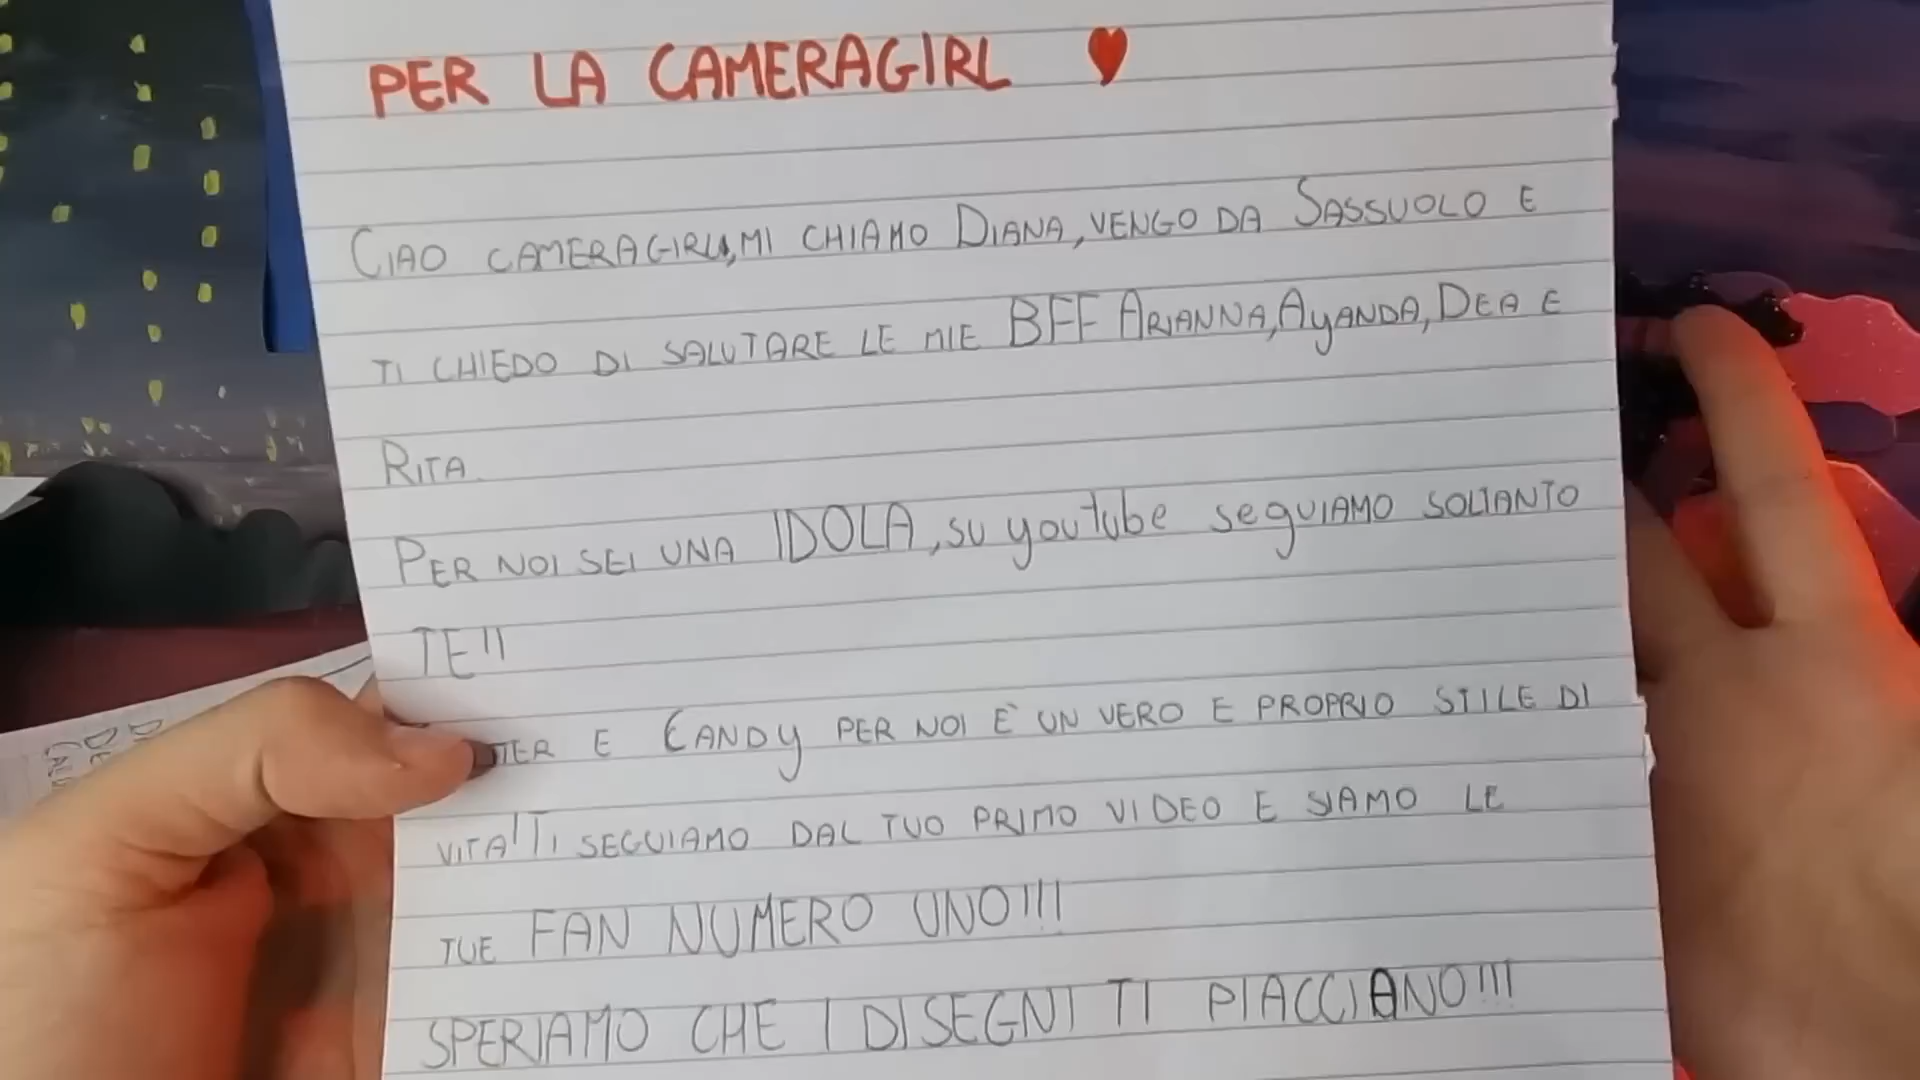 PER LA CAMERAGIRL ♥
CIAO CAMERAGIRL, MI CHIAMO DIANA, VENGO DA SASSUOLO E
TI CHIEDO DI SALUTARE LE MIE BFF ARIANNA, AYANDA, DEA E
RITA.
PER NOI SEI UNA IDOLA, SU youtube seguiAMO SOLTANTO
TE!!
TER E CANDY PER NOI E' UN VERO E PROPRIO STILE DI
VITA! TI SEGUIAMO DAL TUO PRIMO VIDEO E SIAMO LE
TUE FAN NUMERO UNO!!!
SPERIAMO CHE I DISEGNI TI PIACCIANO!!!